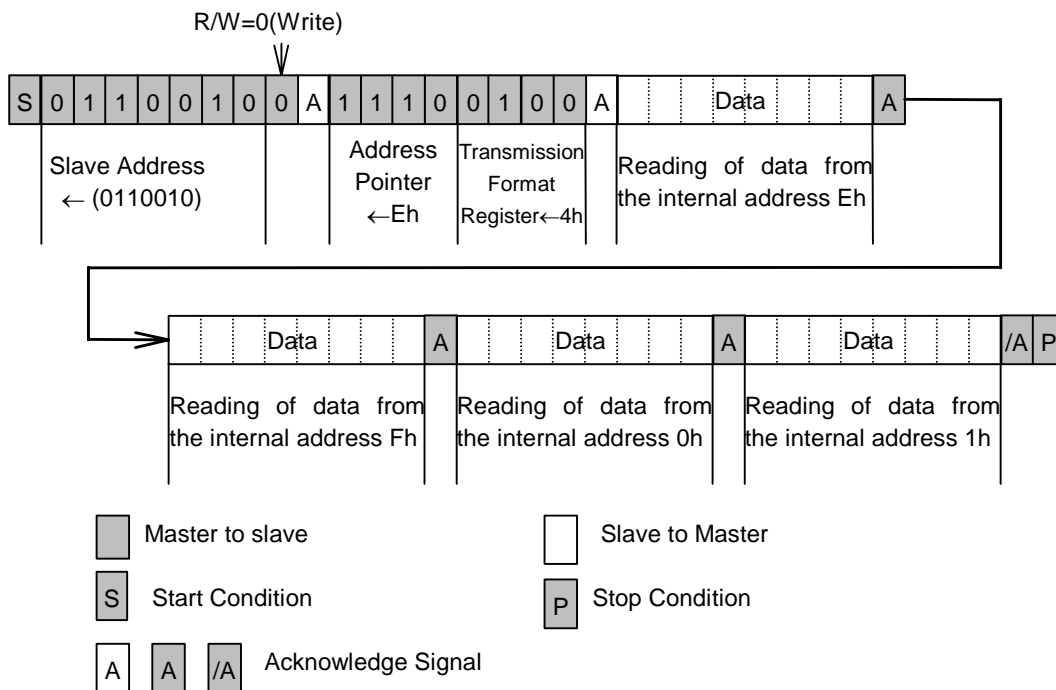 R/W=0(Write)
S 0 1 1 0 0 1 0 0 A 1 1 1 0 0 1 0 0 A Data A
Slave Address
← (0110010)
Address
Pointer
←Eh
Transmission
Format
Register←4h
Reading of data from
the internal address Eh
Data A Data A Data /A P
Reading of data from
the internal address Fh
Reading of data from
the internal address 0h
Reading of data from
the internal address 1h
Master to slave
Slave to Master
S Start Condition
P Stop Condition
A A /A Acknowledge Signal